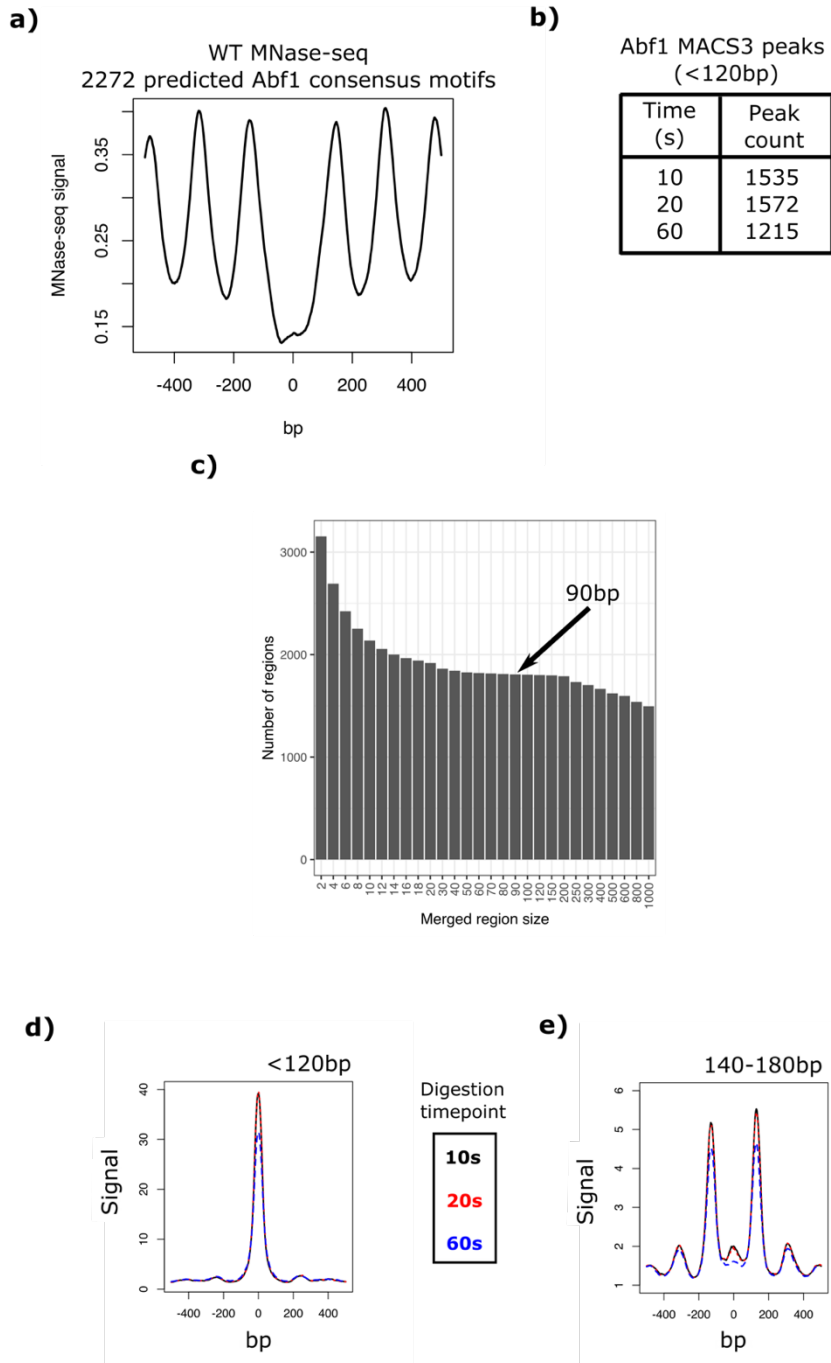 a)
WT MNase-seq
2272 predicted Abf1 consensus motifs
MNase-seq signal
0.15
0.25
0.35
-400
-200
0
200
400
bp
b)
Abf1 MACS3 peaks
(<120bp)
Time
(s)
Peak
count
10
1535
20
1572
60
1215
c)
90bp
Number of regions
3000
2000
1000
0
2
4
6
8
10
12
14
16
18
20
30
40
50
60
70
80
90
100
120
150
200
250
300
400
500
600
800
1000
Merged region size
d)
<120bp
Signal
40
30
20
10
0
-400
-200
0
200
400
bp
Digestion
timepoint
10s
20s
60s
e)
140-180bp
Signal
6
5
4
3
2
1
-400
-200
0
200
400
bp